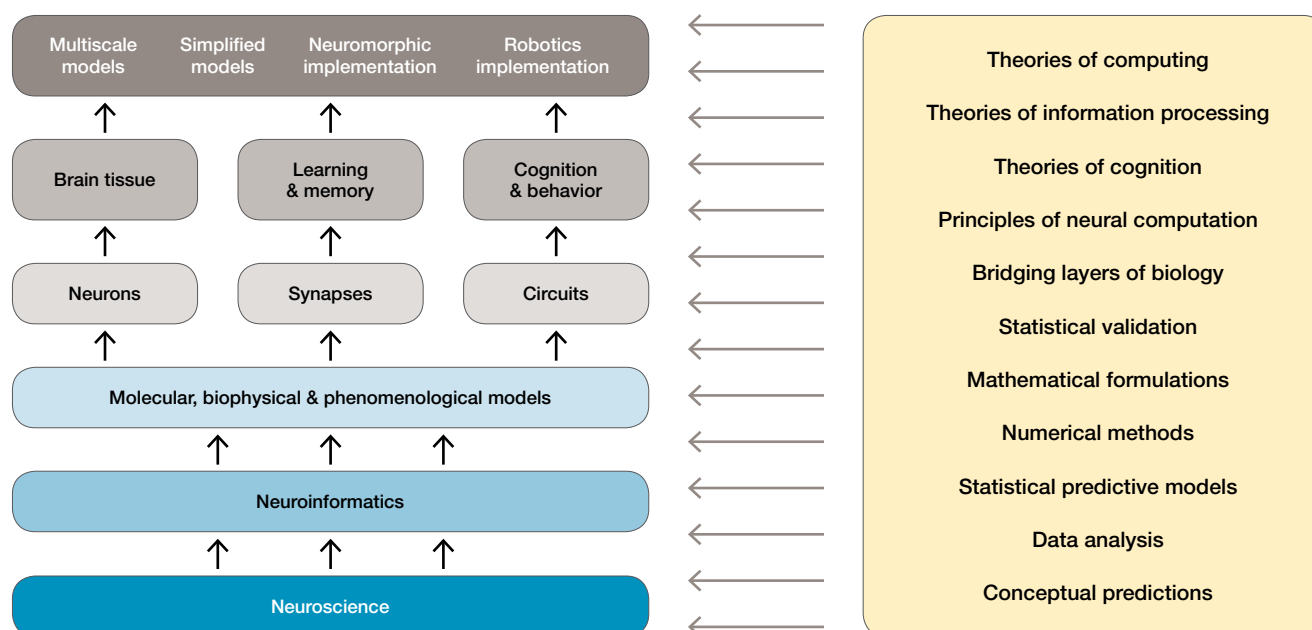 Multiscale
models
Simplified
models
Neuromorphic
implementation
Robotics
implementation
Brain tissue
Learning
& memory
Cognition
& behavior
Neurons
Synapses
Circuits
Molecular, biophysical & phenomenological models
Neuroinformatics
Neuroscience
Theories of computing
Theories of information processing
Theories of cognition
Principles of neural computation
Bridging layers of biology
Statistical validation
Mathematical formulations
Numerical methods
Statistical predictive models
Data analysis
Conceptual predictions